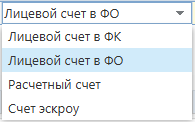 Лицевой счет в ФО
Лицевой счет в ФК
Лицевой счет в ФО
Расчетный счет
Счет эскроу